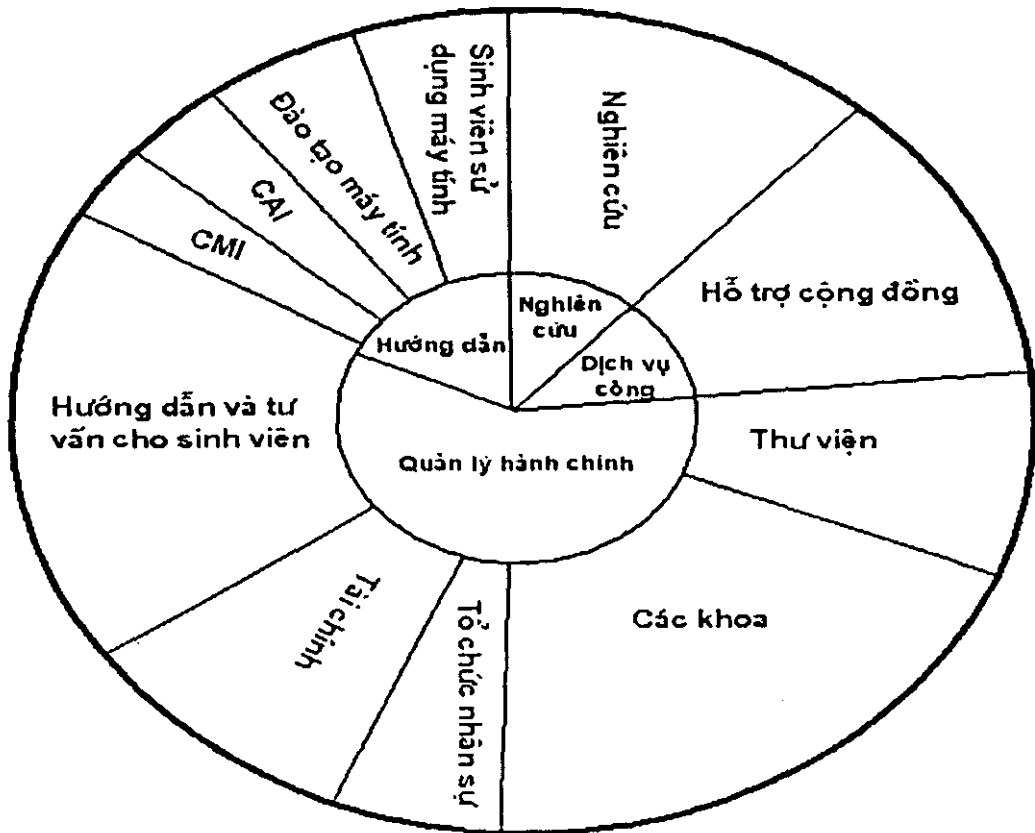 Sinh viên sử
dụng máy tính
Nghiên cứu
Đào tạo máy tính
CAI
CMI
Hỗ trợ cộng đồng
Nghiên
cứu
Hướng dẫn
Dịch vụ
công
Hướng dẫn và tư
vấn cho sinh viên
Thư viện
Quản lý hành chính
Tài chính
Tổ chức nhân sự
Các khoa